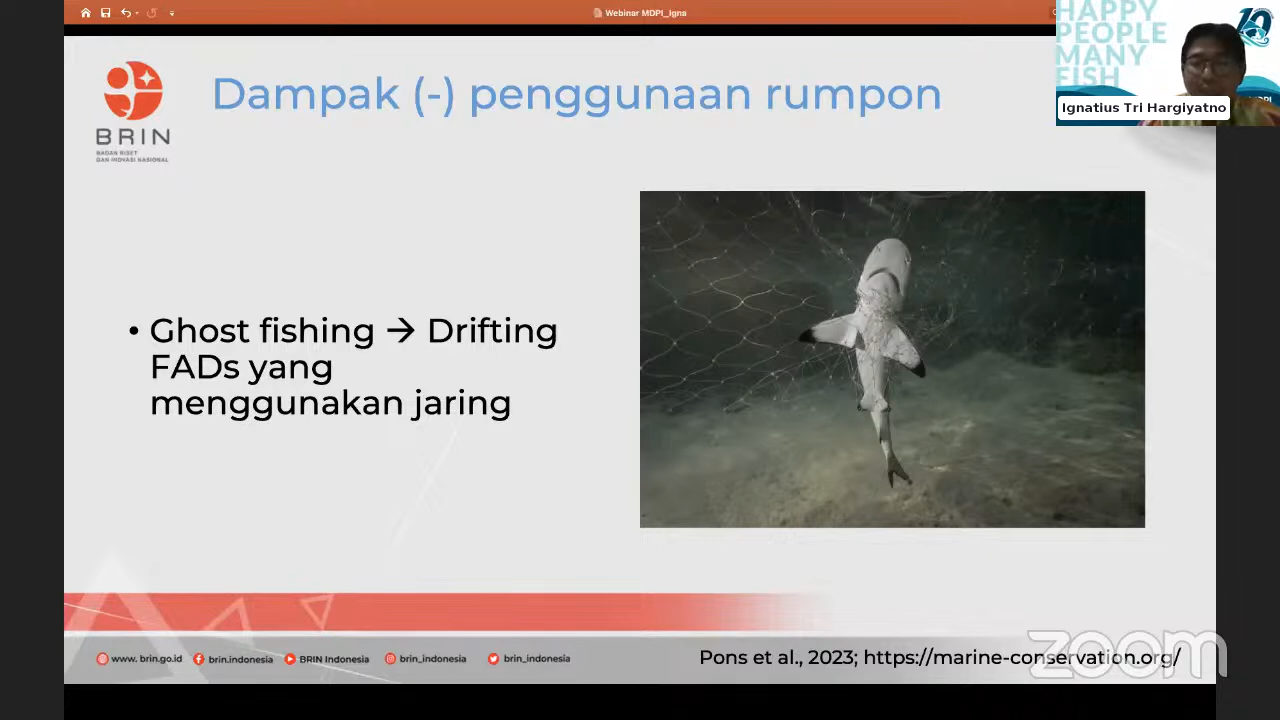 Webinar MDPI_Igna
HAPPY
PEOPLE
MANY
FISH
Ignatius Tri Hargiyatno
BRIN
BADAN RISET
DAN INOVASI NASIONAL
Dampak (-) penggunaan rumpon
• Ghost fishing → Drifting
FADs yang
menggunakan jaring
www. brin.go.id brin.indonesia BRIN Indonesia brin_indonesia brin_indonesia
Pons et al., 2023; https://marine-conservation.org/
zoom